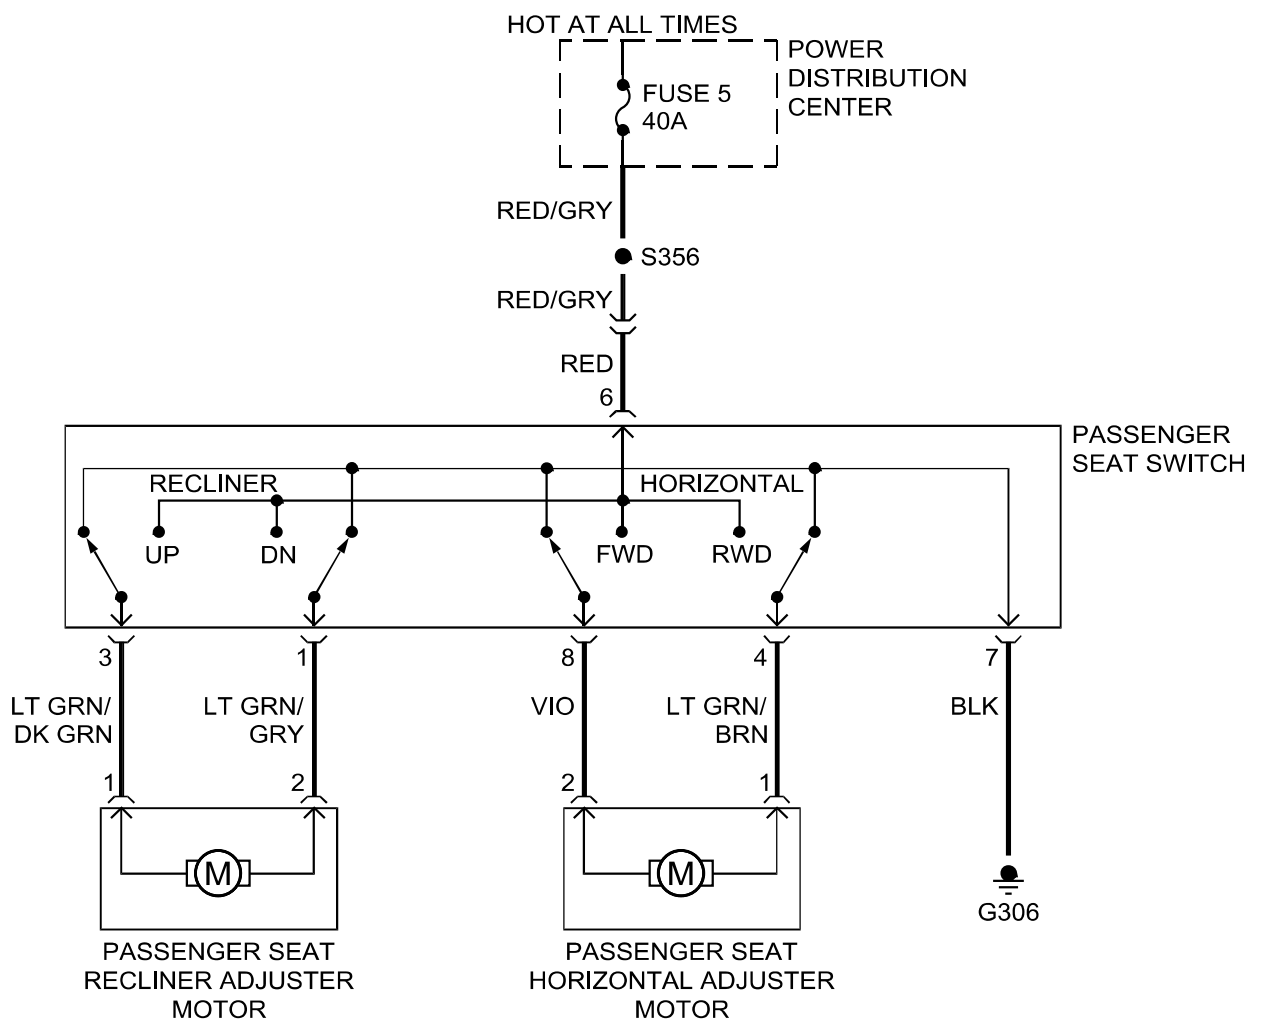 HOT AT ALL TIMES
POWER
DISTRIBUTION
CENTER
FUSE 5
40A
RED/GRY
S356
RED/GRY
RED
6
PASSENGER
SEAT SWITCH
RECLINER
HORIZONTAL
UP
DN
FWD
RWD
3
1
8
4
7
LT GRN/
DK GRN
LT GRN/
GRY
VIO
LT GRN/
BRN
BLK
1
2
2
1
M
M
G306
PASSENGER SEAT
RECLINER ADJUSTER
MOTOR
PASSENGER SEAT
HORIZONTAL ADJUSTER
MOTOR